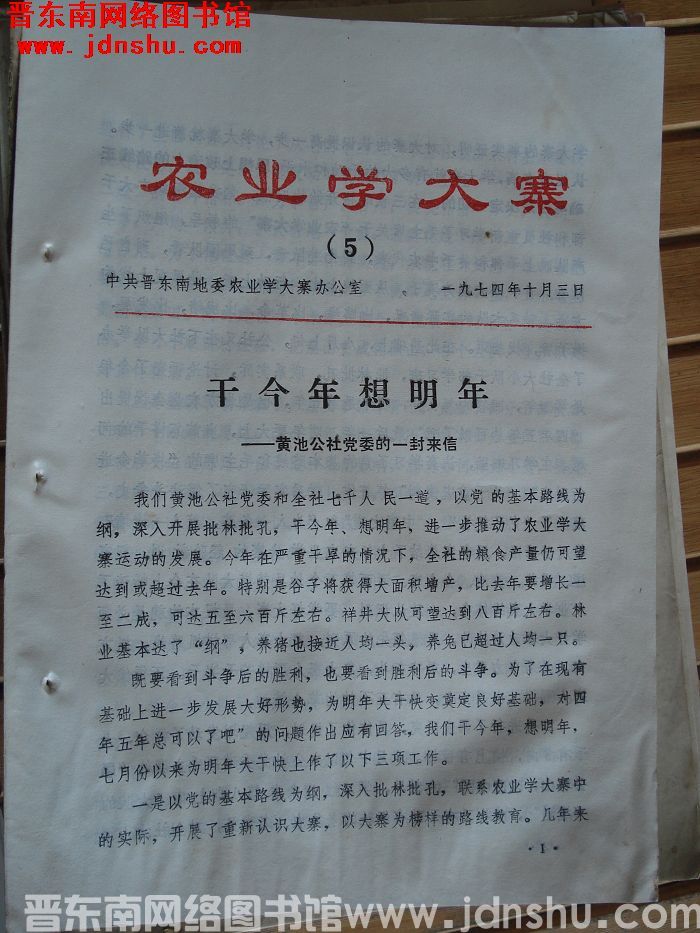 晋东南网络图书馆
www.jdnshu.com
农业学大寨
（5）
中共晋东南地委农业学大寨办公室 一九七四年十月三日
干今年想明年
——黄池公社党委的一封来信
我们黄池公社党委和全社七千人民一道，以党的基本路线为
纲，深入开展批林批孔，干今年、想明年，进一步推动了农业学大
寨运动的发展。今年在严重干旱的情况下，全社的粮食产量仍可望
达到或超过去年。特别是谷子将获得大面积增产，比去年要增长一
至二成，可达五至六百斤左右。祥井大队可望达到八百斤左右。林
业基本达了“纲”，养猪也接近人均一头，养兔已超过人均一只。
既要看到斗争后的胜利，也要看到胜利后的斗争。为了在现有
基础上进一步发展大好形势，为明年大干快变奠定良好基础，对四
年五年总可以了吧”的问题作出应有回答，我们干今年，想明年，
七月份以来为明年大干快上作了以下三项工作。
一是以党的基本路线为纲，深入批林批孔，联系农业学大寨中
的实际，开展了重新认识大寨，以大寨为榜样的路线教育。几年来
·1·
晋东南网络图书馆 www.jdnshu.com